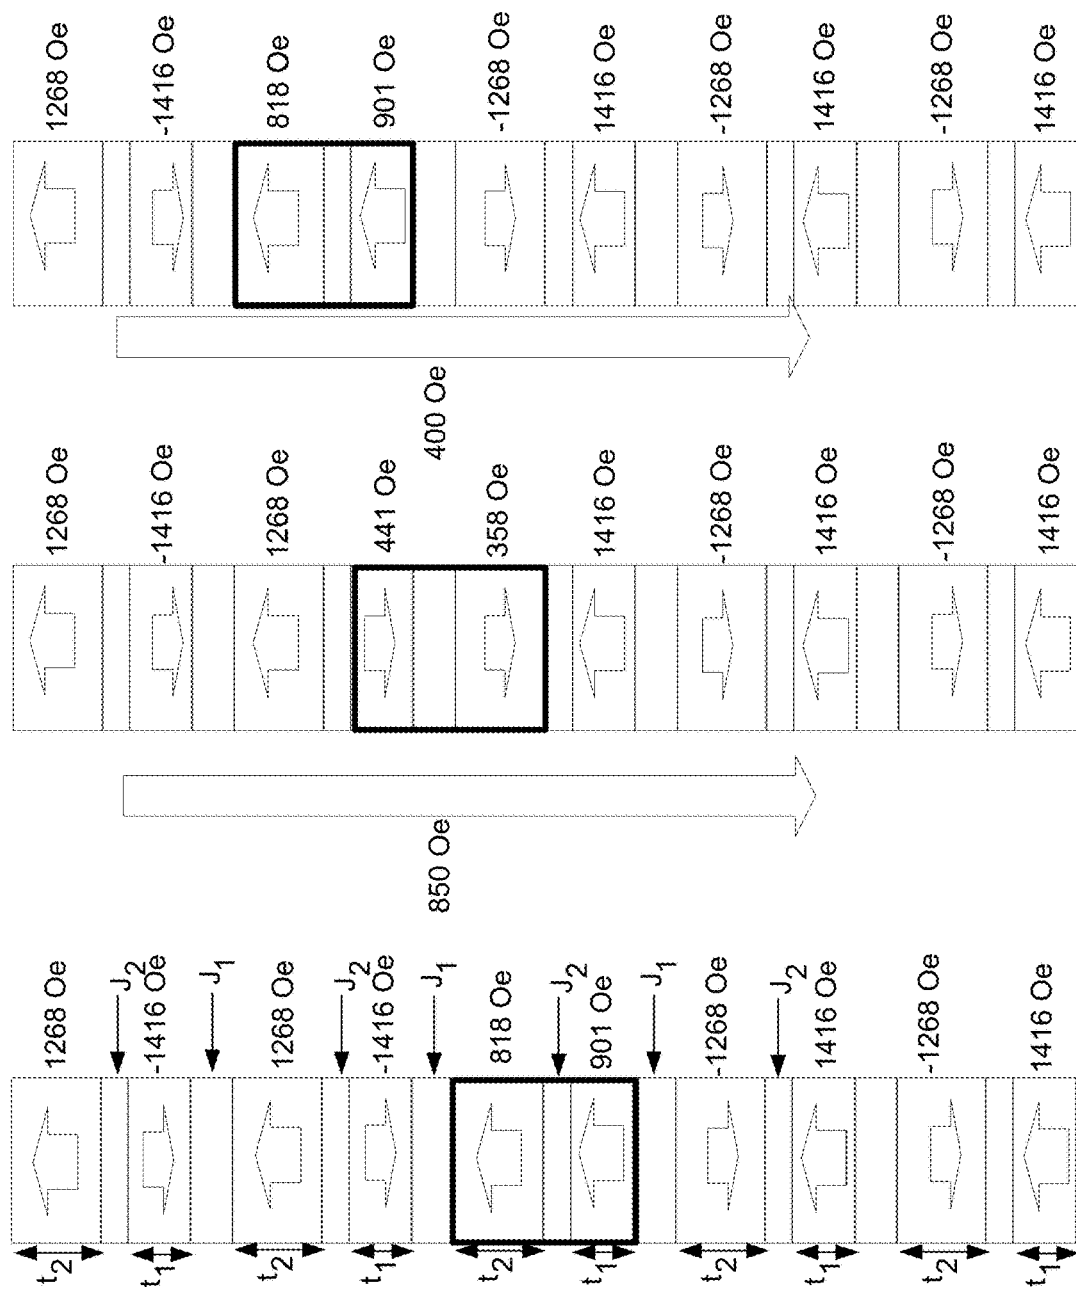 t2
t1
t2
t1
t2
t1
t2
t1
t2
t1
1268 Oe
J2
-1416 Oe
J1
1268 Oe
J2
-1416 Oe
J1
818 Oe
J2
901 Oe
J1
-1268 Oe
J2
1416 Oe
-1268 Oe
1416 Oe
850 Oe
1268 Oe
-1416 Oe
1268 Oe
441 Oe
358 Oe
1416 Oe
-1268 Oe
1416 Oe
-1268 Oe
1416 Oe
400 Oe
1268 Oe
-1416 Oe
818 Oe
901 Oe
-1268 Oe
1416 Oe
-1268 Oe
1416 Oe
-1268 Oe
1416 Oe